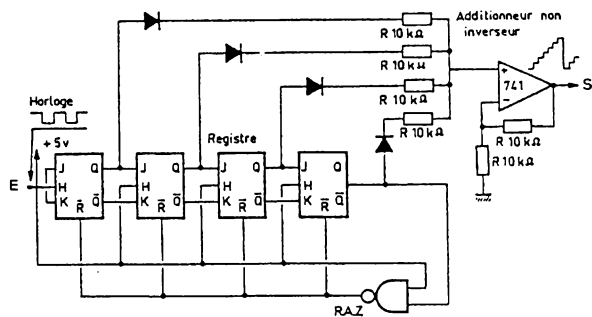 Additionneur non
inverseur
R 10 kΩ
R 10 kΩ
R 10 kΩ
R 10 kΩ
+
741
−
S
R 10 kΩ
R 10 kΩ
Horloge
+ 5v
Registre
E
J Q
H
K Q̅
R̅
J Q
H
K Q̅
R̅
J Q
H
K Q̅
R̅
J Q
H
K Q̅
R̅
R.A.Z